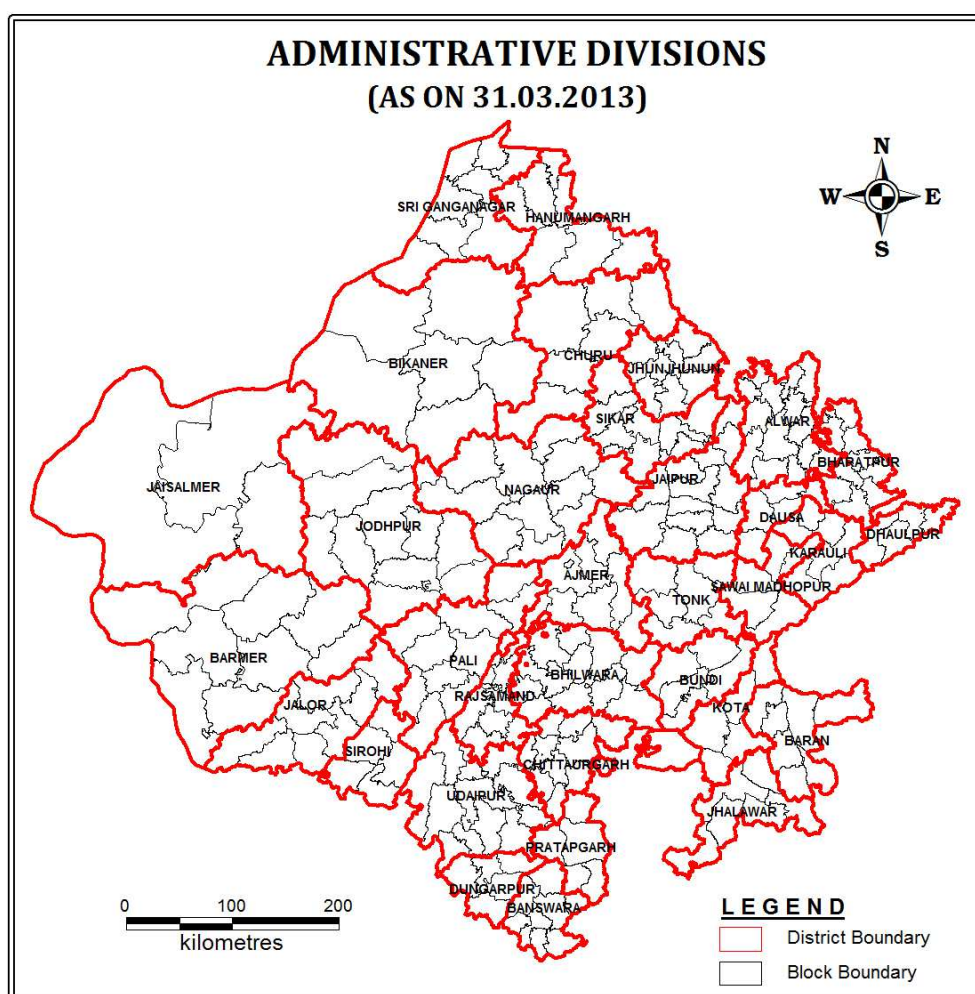 ADMINISTRATIVE DIVISIONS
(AS ON 31.03.2013)
N
W E
S
SRI GANGANAGAR
HANUMANGARH
CHURU
BIKANER
JHUNJHUNUN
SIKAR
ALWAR
BHARATPUR
JAIPUR
JAISALMER
NAGAUR
DAUSA
JODHPUR
DHAULPUR
KARAULI
AJMER
SAWAI MADHOPUR
TONK
BARMER
PALI
BHILWARA
BUNDI
RAJSAMAND
JALOR
KOTA
BARAN
SIROHI
CHITTAURGARH
UDAIPUR
JHALAWAR
PRATAPGARH
DUNGARPUR
BANSWARA
0 100 200
kilometres
LEGEND
District Boundary
Block Boundary